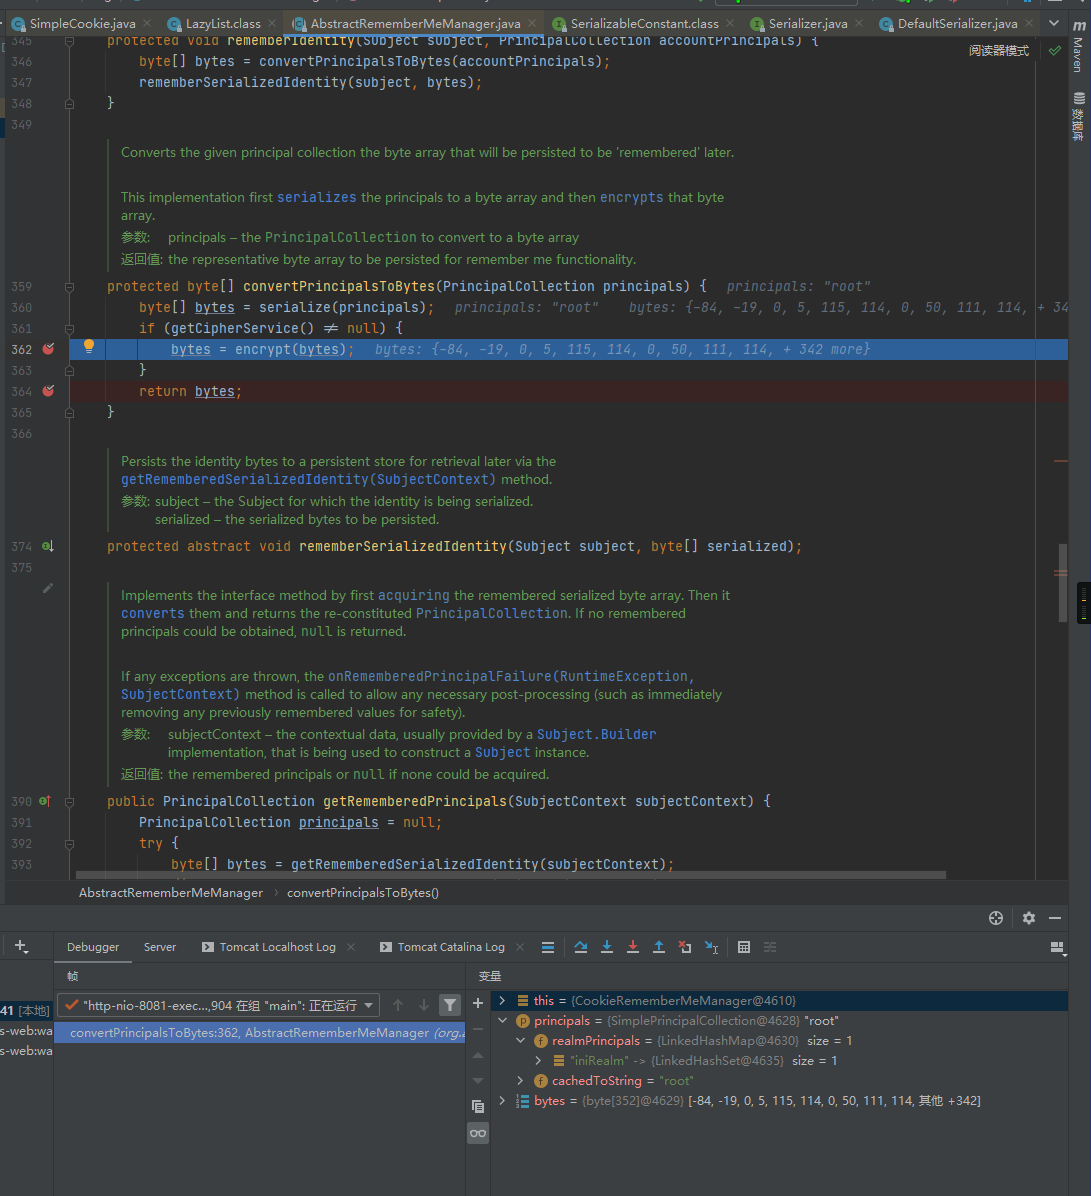 SimpleCookie.java LazyList.class AbstractRememberMeManager.java SerializableConstant.class Serializer.java DefaultSerializer.java
阅读器模式
345 protected void rememberIdentity(Subject subject, PrincipalCollection accountPrincipals) {
346 byte[] bytes = convertPrincipalsToBytes(accountPrincipals);
347 rememberSerializedIdentity(subject, bytes);
348 }
349
Converts the given principal collection the byte array that will be persisted to be 'remembered' later.
This implementation first serializes the principals to a byte array and then encrypts that byte
array.
参数: principals – the PrincipalCollection to convert to a byte array
返回值: the representative byte array to be persisted for remember me functionality.
359 protected byte[] convertPrincipalsToBytes(PrincipalCollection principals) { principals: "root"
360 byte[] bytes = serialize(principals); principals: "root" bytes: {-84, -19, 0, 5, 115, 114, 0, 50, 111, 114, + 34
361 if (getCipherService() ≠ null) {
362 bytes = encrypt(bytes); bytes: {-84, -19, 0, 5, 115, 114, 0, 50, 111, 114, + 342 more}
363 }
364 return bytes;
365 }
366
Persists the identity bytes to a persistent store for retrieval later via the
getRememberedSerializedIdentity(SubjectContext) method.
参数: subject – the Subject for which the identity is being serialized.
serialized – the serialized bytes to be persisted.
374 protected abstract void rememberSerializedIdentity(Subject subject, byte[] serialized);
375
Implements the interface method by first acquiring the remembered serialized byte array. Then it
converts them and returns the re-constituted PrincipalCollection. If no remembered
principals could be obtained, null is returned.
If any exceptions are thrown, the onRememberedPrincipalFailure(RuntimeException,
SubjectContext) method is called to allow any necessary post-processing (such as immediately
removing any previously remembered values for safety).
参数: subjectContext – the contextual data, usually provided by a Subject.Builder
implementation, that is being used to construct a Subject instance.
返回值: the remembered principals or null if none could be acquired.
390 public PrincipalCollection getRememberedPrincipals(SubjectContext subjectContext) {
391 PrincipalCollection principals = null;
392 try {
393 byte[] bytes = getRememberedSerializedIdentity(subjectContext);
AbstractRememberMeManager › convertPrincipalsToBytes()
m Maven
数据库
Debugger Server Tomcat Localhost Log Tomcat Catalina Log
帧
变量
41 [本地]
s-web:wa
s-web:wa
"http-nio-8081-exec...,904 在组 "main": 正在运行
convertPrincipalsToBytes:362, AbstractRememberMeManager (org.a
this = {CookieRememberMeManager@4610}
principals = {SimplePrincipalCollection@4628} "root"
realmPrincipals = {LinkedHashMap@4630} size = 1
"iniRealm" -> {LinkedHashSet@4635} size = 1
cachedToString = "root"
bytes = {byte[352]@4629} [-84, -19, 0, 5, 115, 114, 0, 50, 111, 114, 其他 +342]